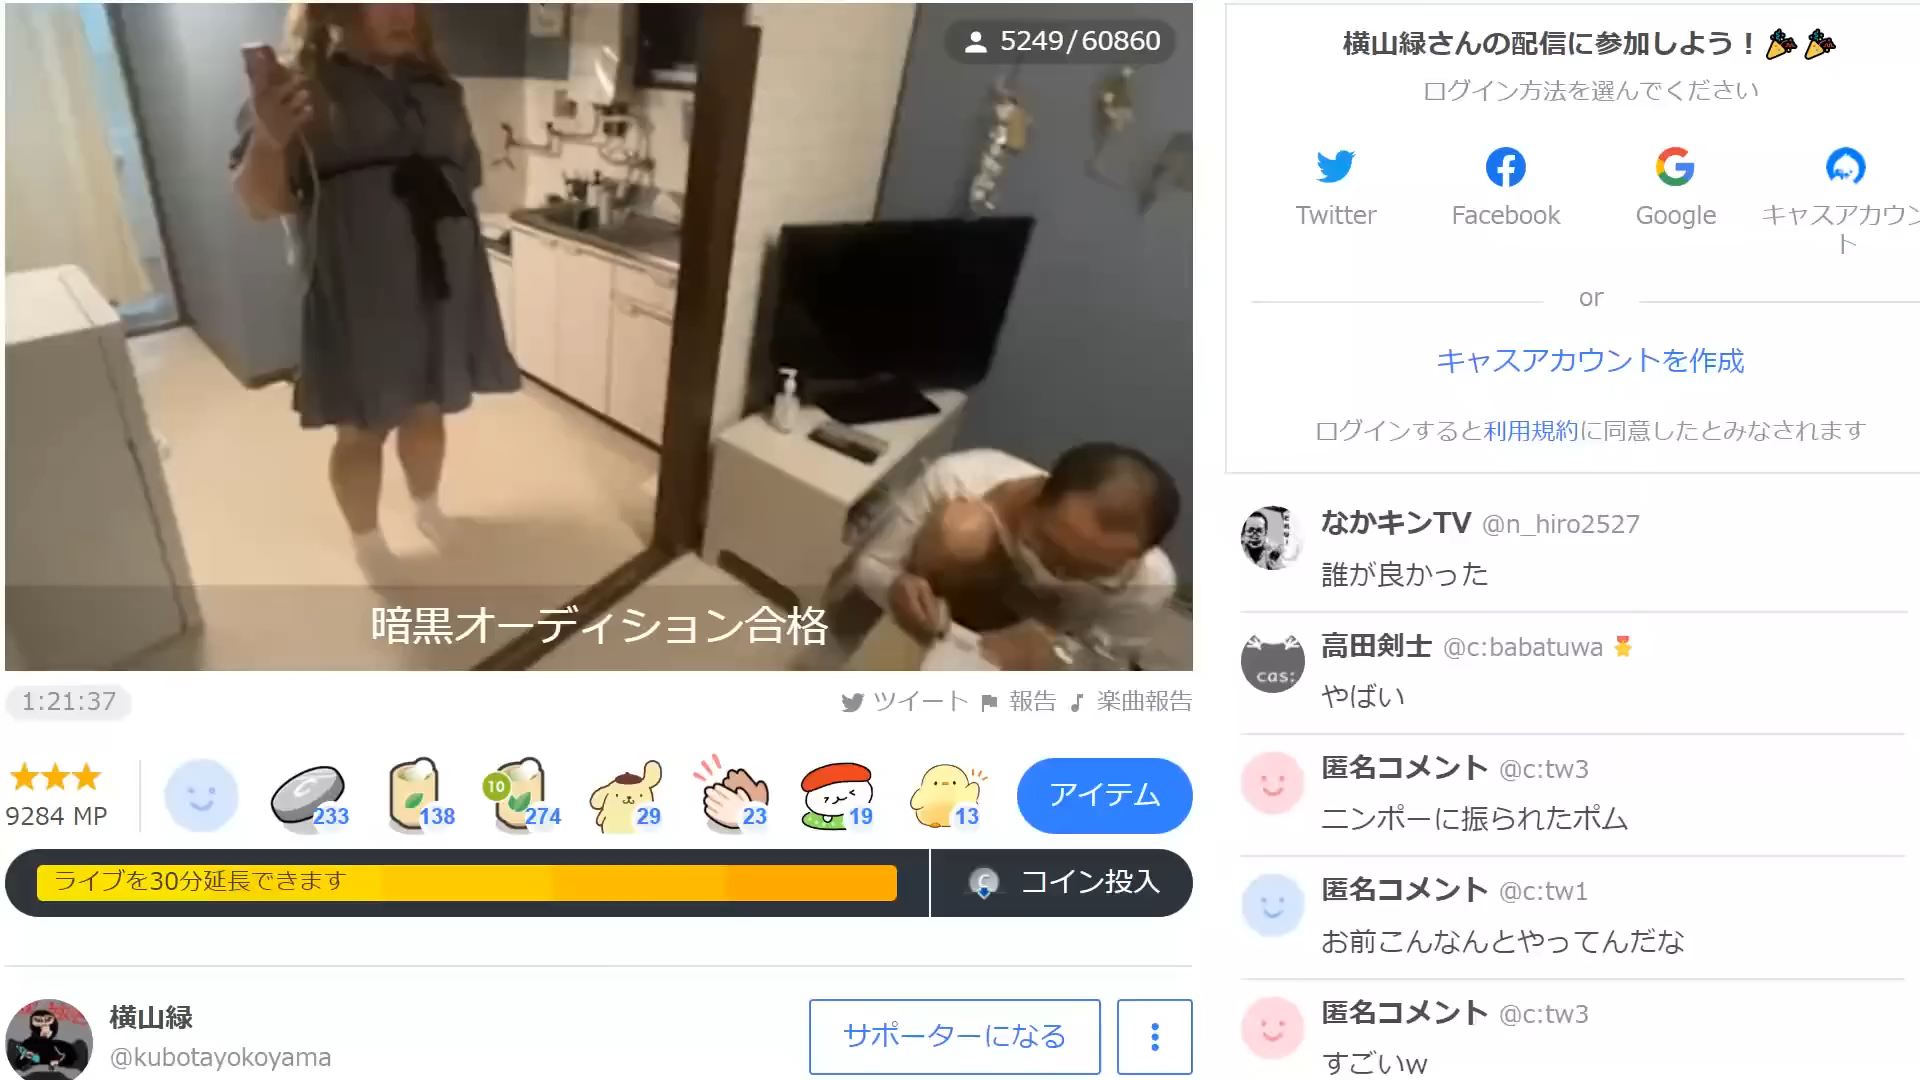 5249/60860
暗黒オーディション合格
1:21:37
ツイート 報告 楽曲報告
9284 MP
233
138
10
274
29
23
19
13
アイテム
ライブを30分延長できます
C
コイン投入
横山緑
@kubotayokoyama
サポーターになる
横山緑さんの配信に参加しよう！
ログイン方法を選んでください
Twitter
Facebook
Google
キャスアカウン
ト
or
キャスアカウントを作成
ログインすると利用規約に同意したとみなされます
なかキンTV @n_hiro2527
誰が良かった
cas:
高田剣士 @c:babatuwa
やばい
匿名コメント @c:tw3
ニンポーに振られたポム
匿名コメント @c:tw1
お前こんなんとやってんだな
匿名コメント @c:tw3
すごいw